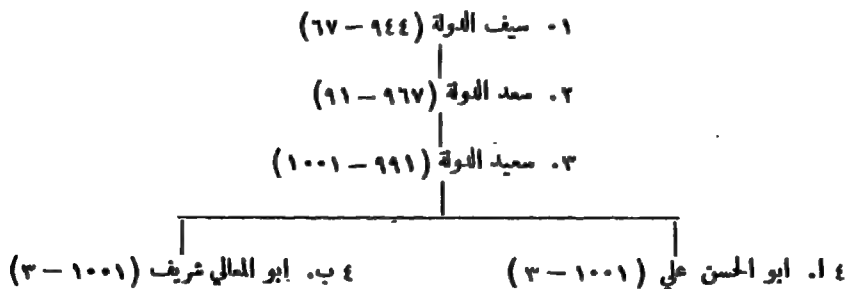 ١. سيف الدولة (٩٤٤ – ٦٧)
٢. سعد الدولة (٩٦٧ – ٩١)
٣. سعيد الدولة (٩٩١ – ١٠٠١)
٤ ا. ابو الحسن علي (١٠٠١ – ٣) ٤ ب. إبو المعالي شريف (١٠٠١ – ٣)